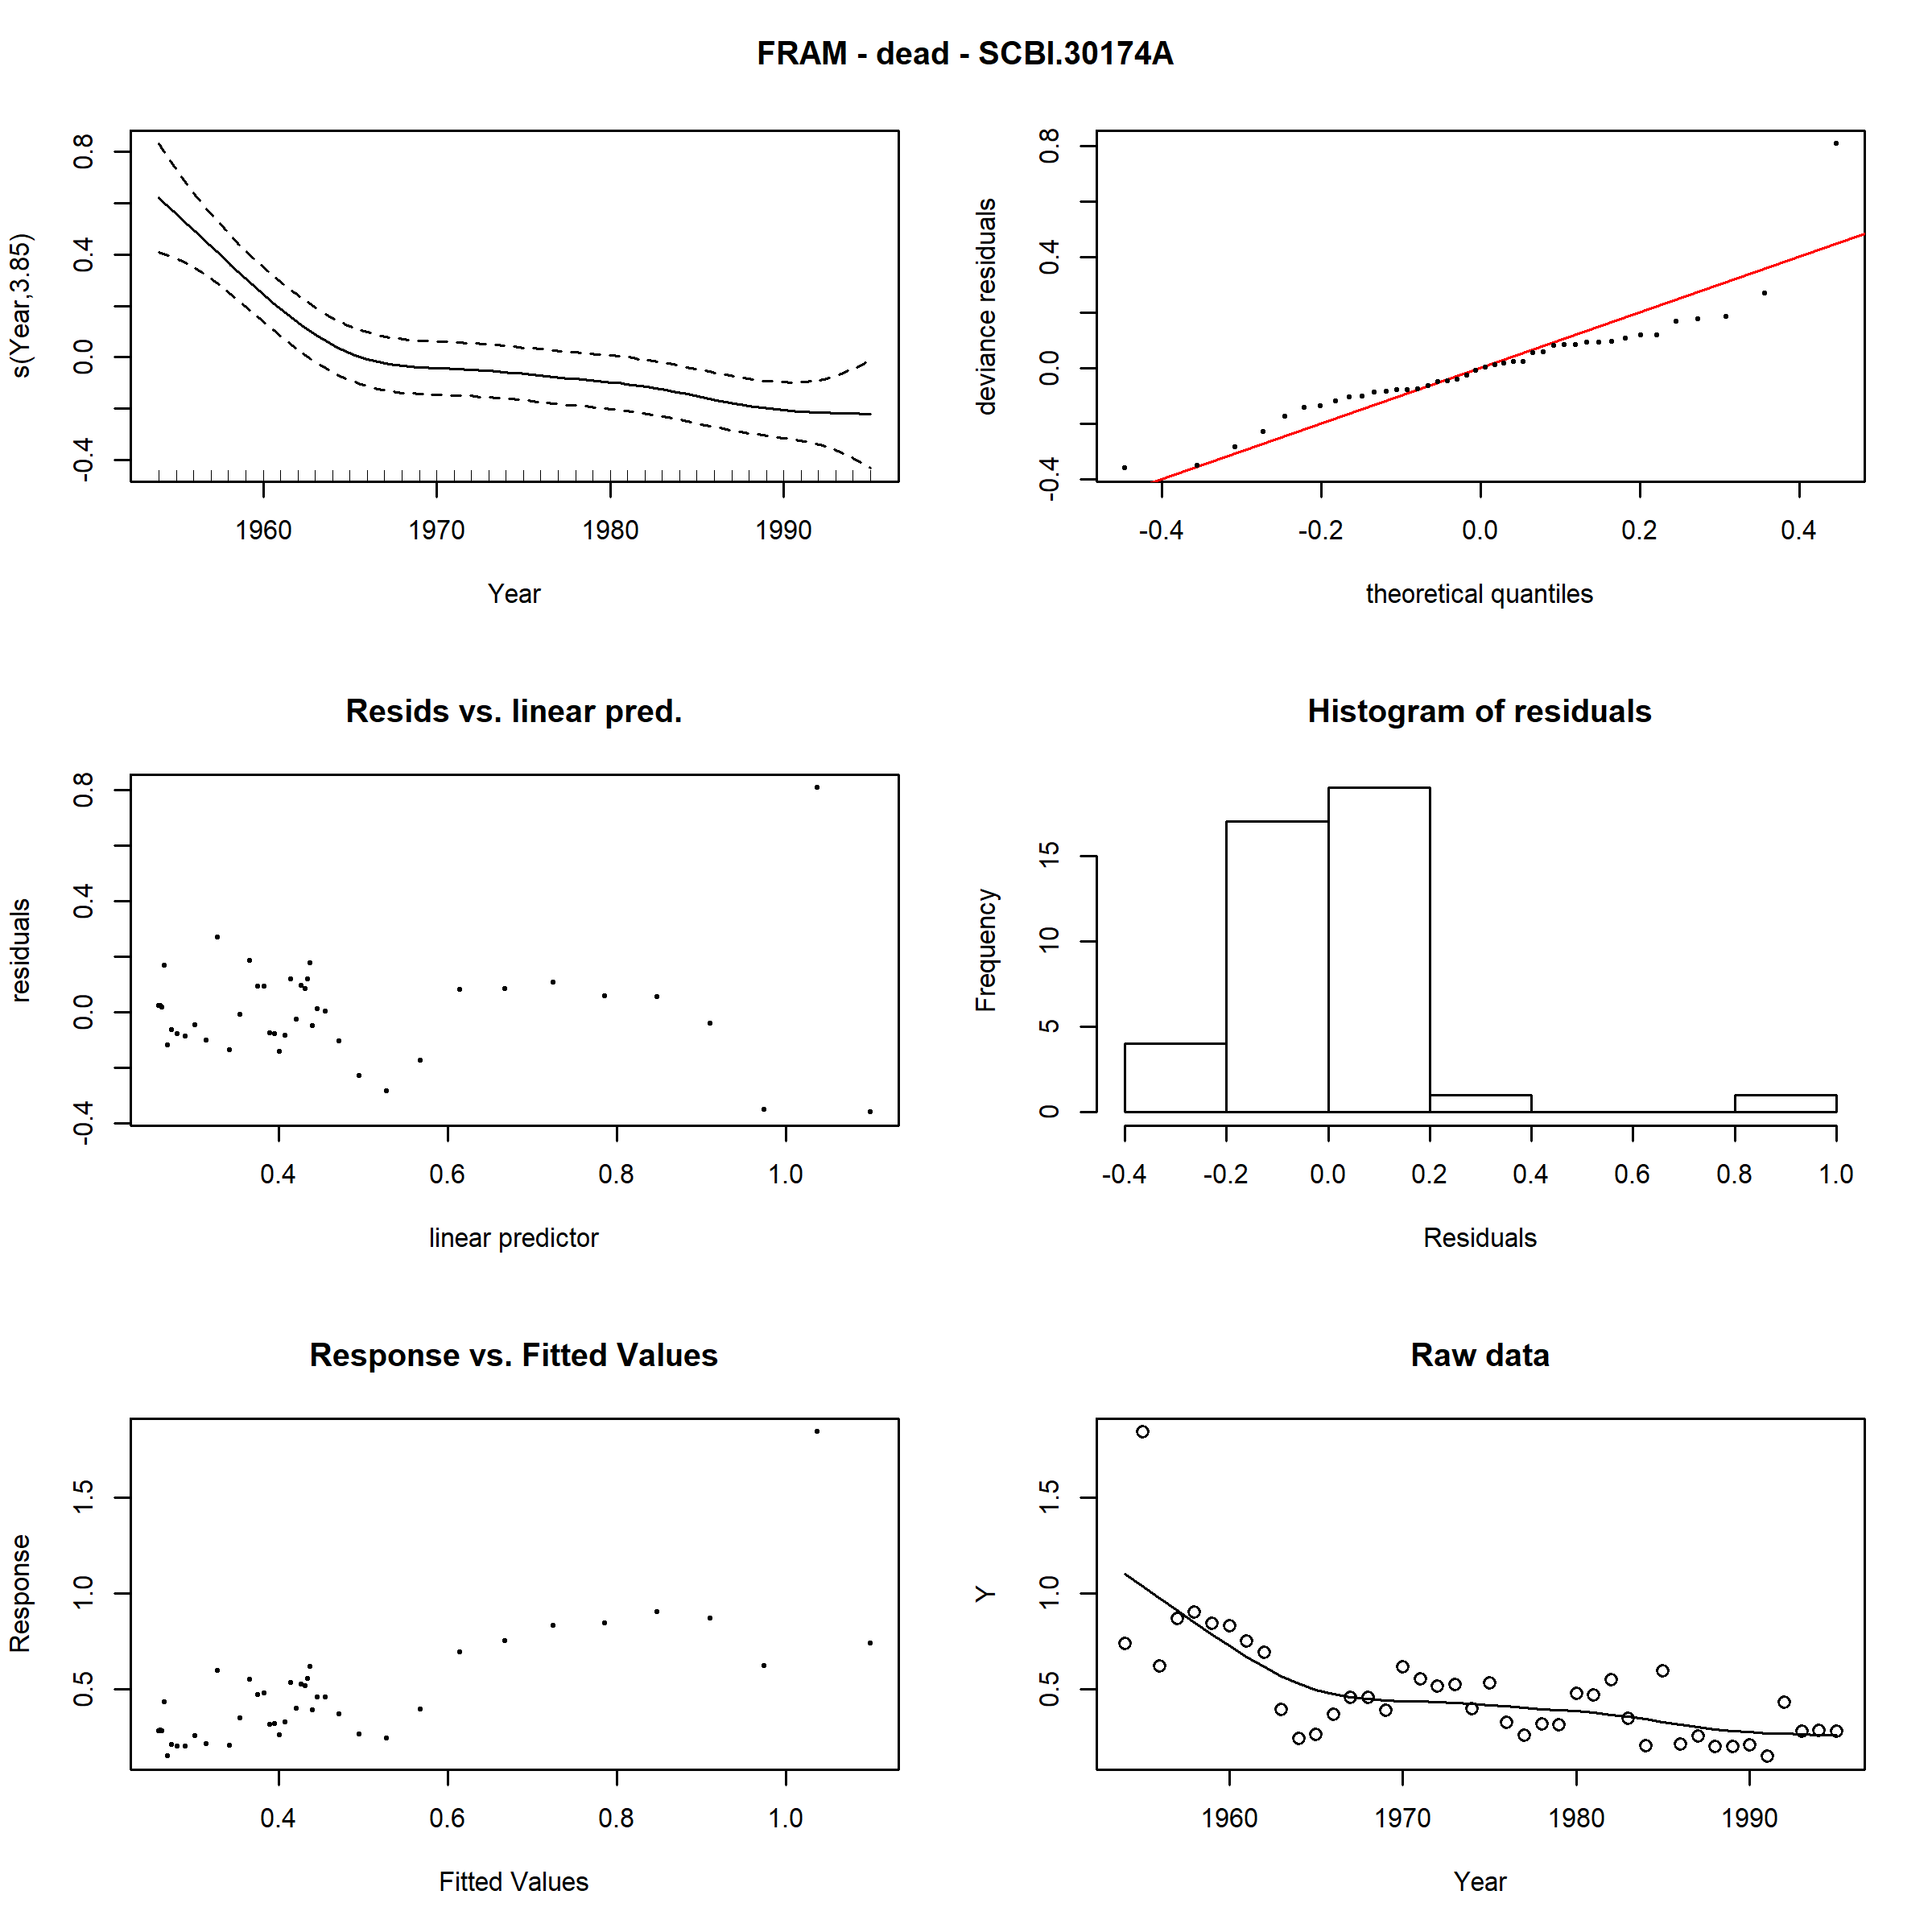 FRAM - dead - SCBI.30174A
s(Year,3.85)
0.8
0.4
0.0
-0.4
1960 1970 1980 1990
Year
deviance residuals
0.8
0.4
0.0
-0.4
-0.4 -0.2 0.0 0.2 0.4
theoretical quantiles
Resids vs. linear pred.
residuals
0.8
0.4
0.0
-0.4
0.4 0.6 0.8 1.0
linear predictor
Histogram of residuals
Frequency
15
10
5
0
-0.4 -0.2 0.0 0.2 0.4 0.6 0.8 1.0
Residuals
Response vs. Fitted Values
Response
1.5
1.0
0.5
0.4 0.6 0.8 1.0
Fitted Values
Raw data
Y
1.5
1.0
0.5
1960 1970 1980 1990
Year